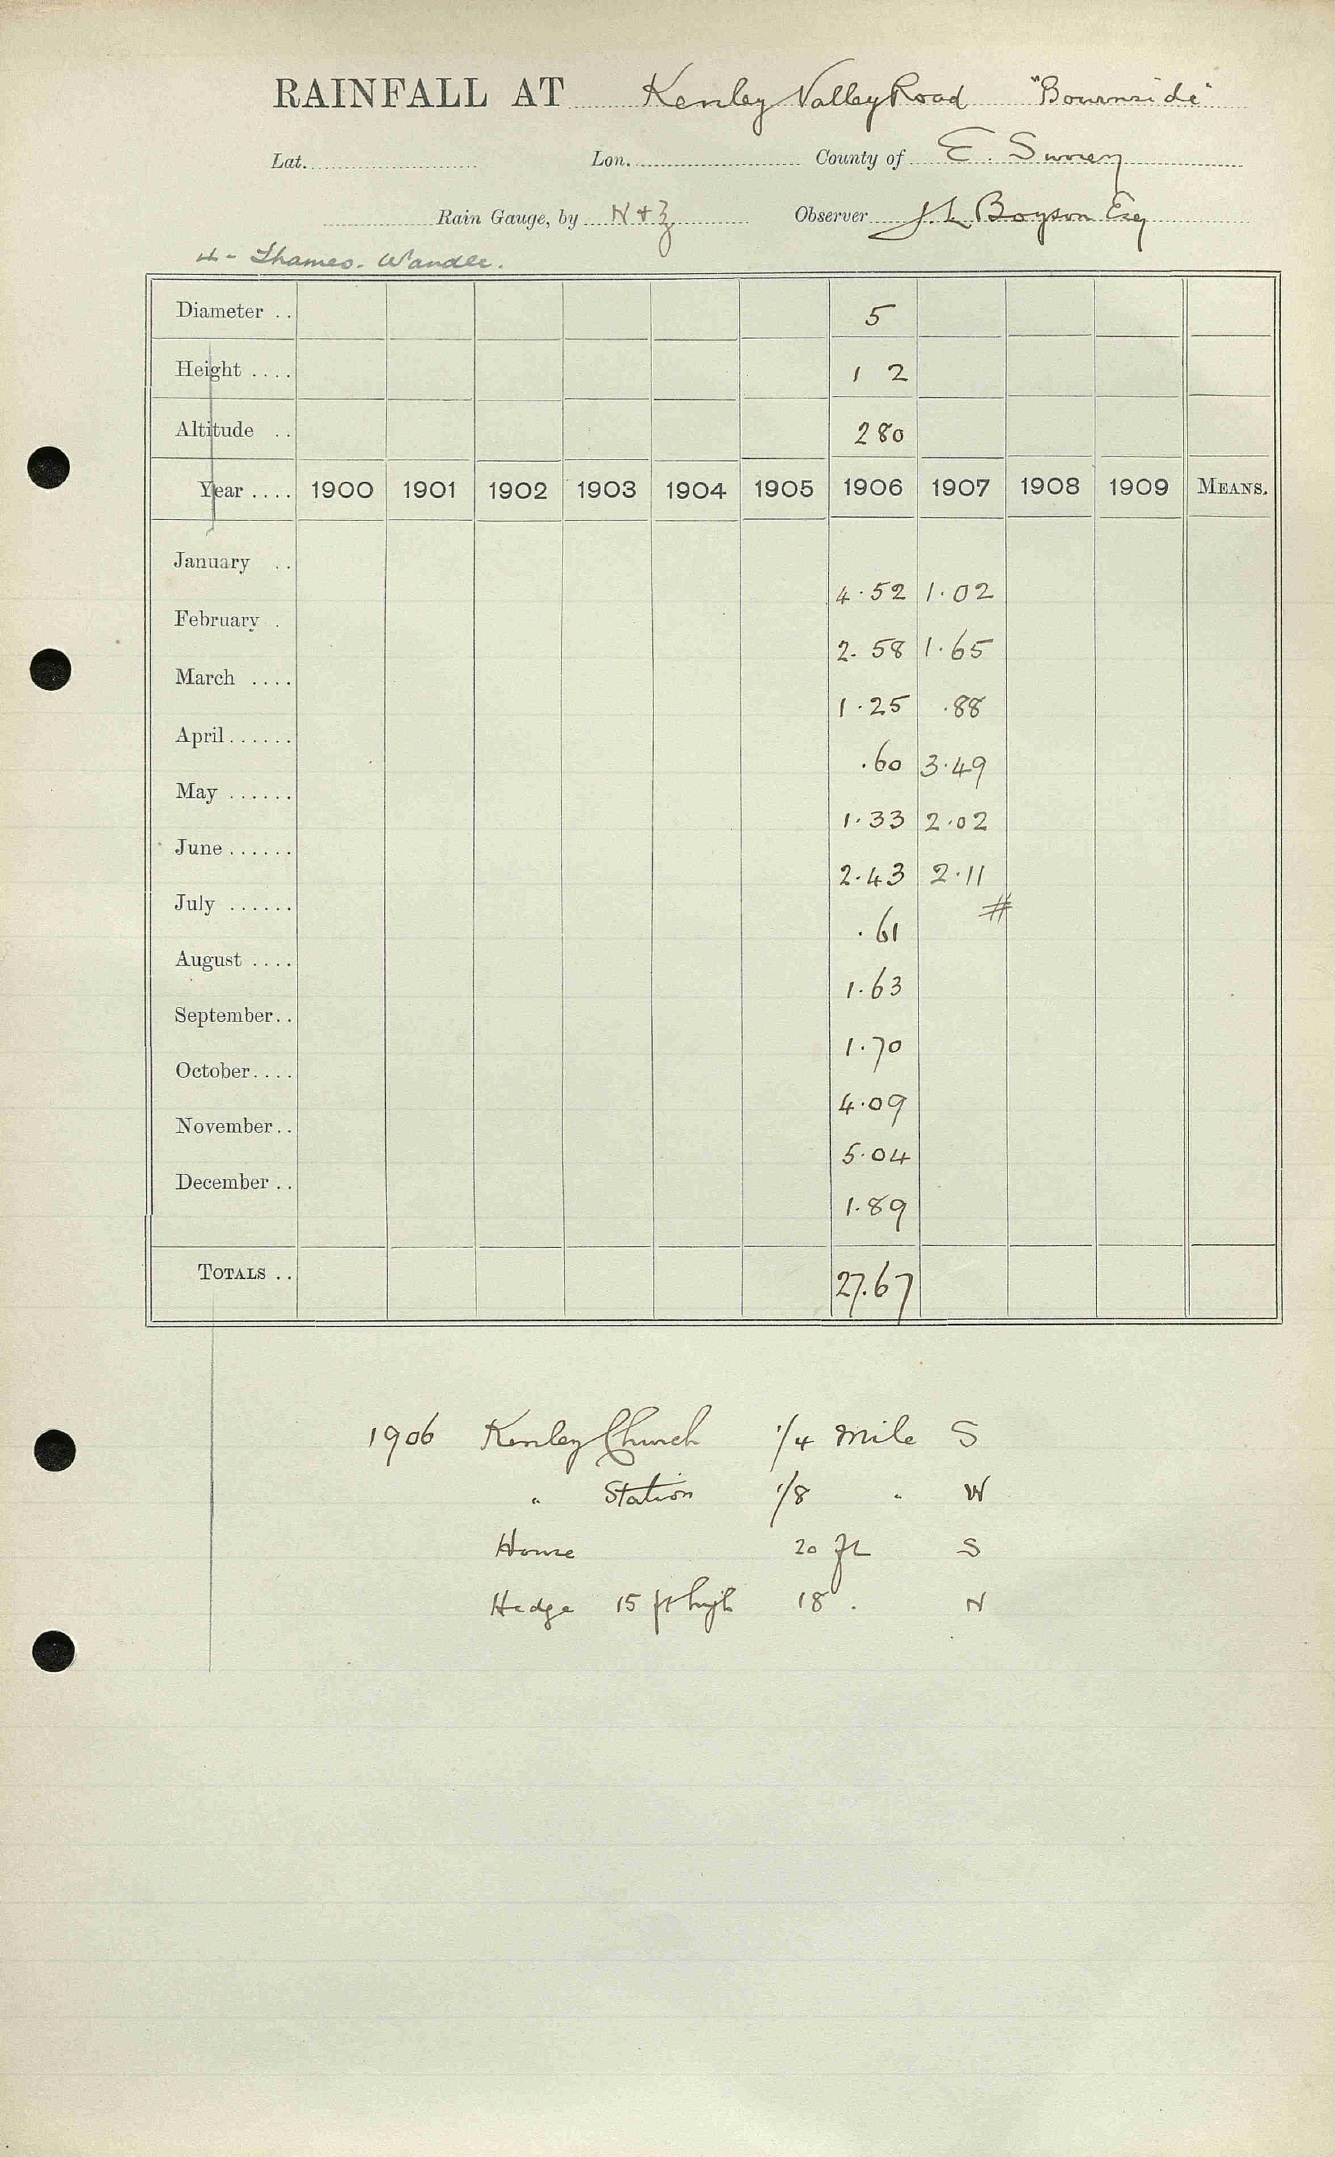 RAINFALL AT Kenley Valley Road "Bournside"
Lat. Lon. County of E. Surrey
Rain Gauge, by N & Z Observer J. L. Boyson Esq
4 - Thames. Wandle.
Diameter .. 5
Height .... 1 2
Altitude .. 280
Year .... 1900 1901 1902 1903 1904 1905 1906 1907 1908 1909 MEANS.
January .. 4.52 1.02
February . 2.58 1.65
March .... 1.25 .88
April...... .60 3.49
May ...... 1.33 2.02
June ...... 2.43 2.11
July ...... .61 #
August .... 1.63
September.. 1.70
October.... 4.09
November.. 5.04
December .. 1.89
TOTALS .. 27.67
1906 Kenley Church 1/4 mile S
" Station 1/8 " W
House 20 ft S
Hedge 15 ft high 18 " N